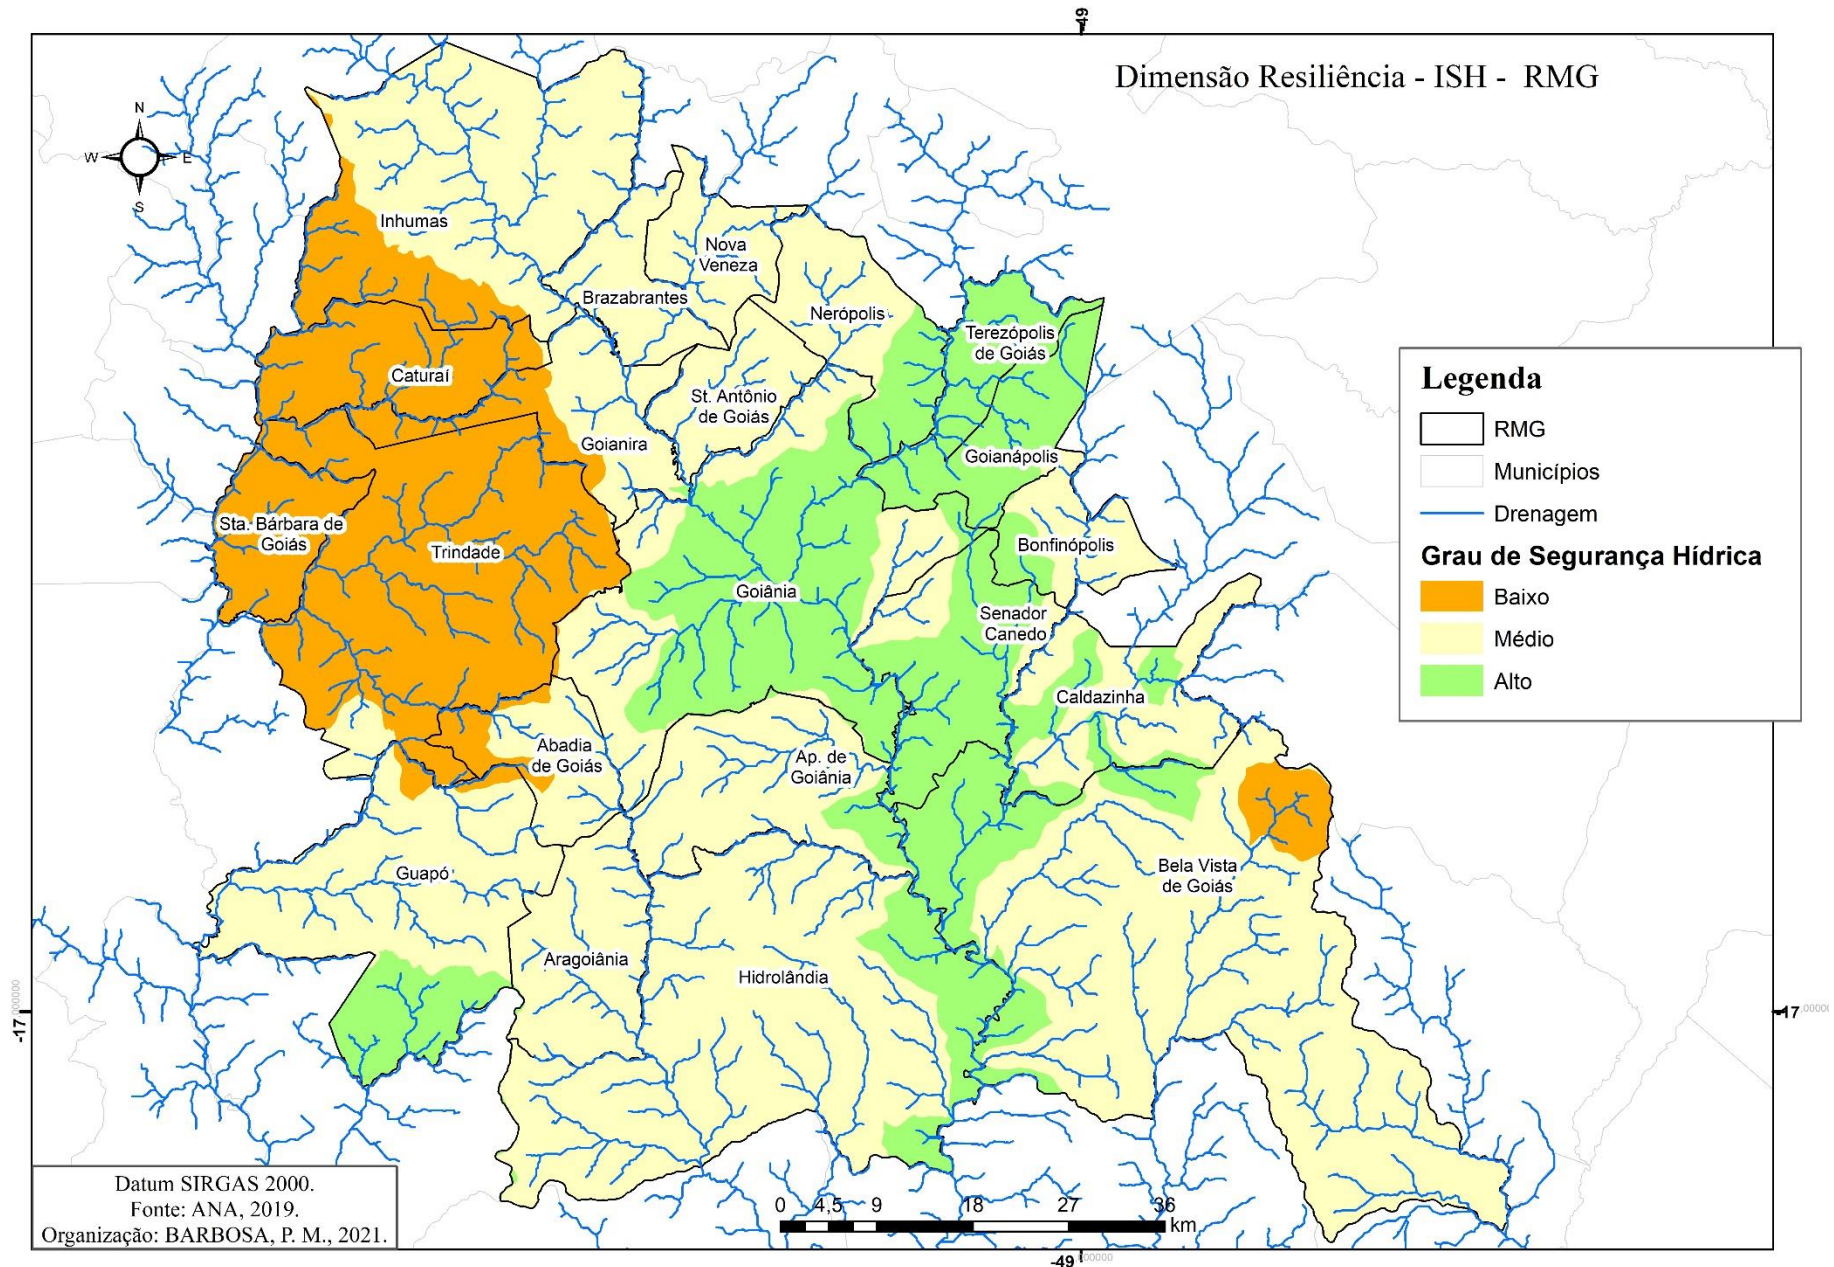 -49
Dimensão Resiliência - ISH - RMG
N
W
E
S
Inhumas
Nova
Veneza
Brazabrantes
Nerópolis
Terezópolis
de Goiás
Caturaí
St. Antônio
de Goiás
Goianira
Goianápolis
Sta. Bárbara de
Goiás
Trindade
Bonfinópolis
Goiânia
Senador
Canedo
Caldazinha
Abadia
de Goiás
Ap. de
Goiânia
Guapó
Bela Vista
de Goiás
Aragoiânia
Hidrolândia
Legenda
RMG
Municípios
Drenagem
Grau de Segurança Hídrica
Baixo
Médio
Alto
-17,000000
-17,000000
Datum SIRGAS 2000.
Fonte: ANA, 2019.
Organização: BARBOSA, P. M., 2021.
0 4,5 9 18 27 36
km
-49,000000